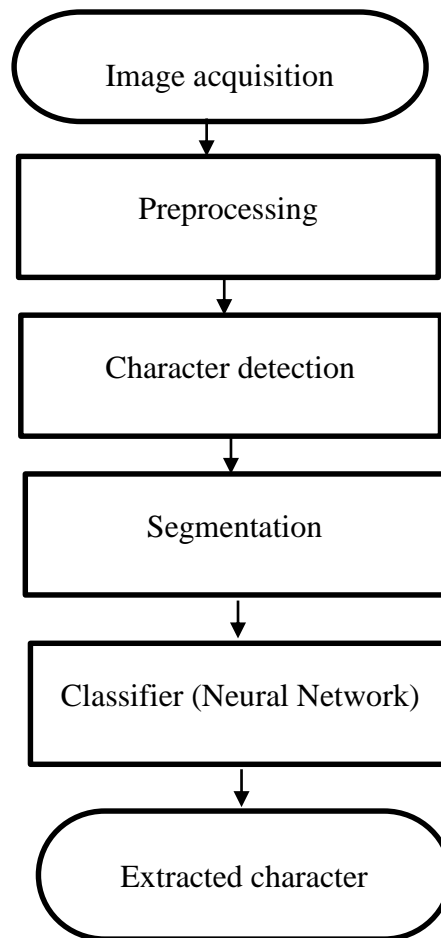 Image acquisition
Preprocessing
Character detection
Segmentation
Classifier (Neural Network)
Extracted character